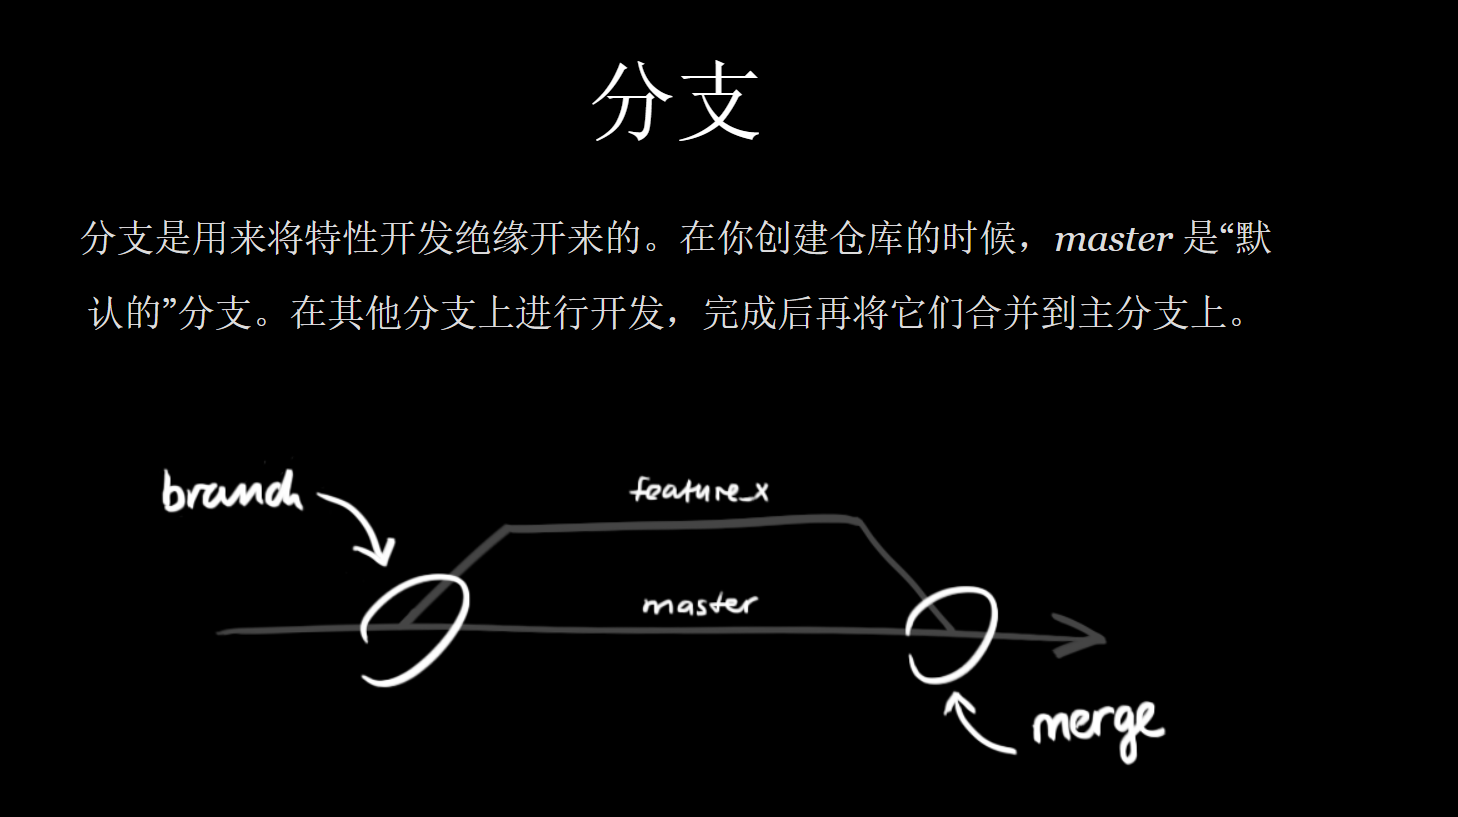 分支
分支是用来将特性开发绝缘开来的。在你创建仓库的时候，master 是“默
认的”分支。在其他分支上进行开发，完成后再将它们合并到主分支上。
branch
feature_x
master
merge